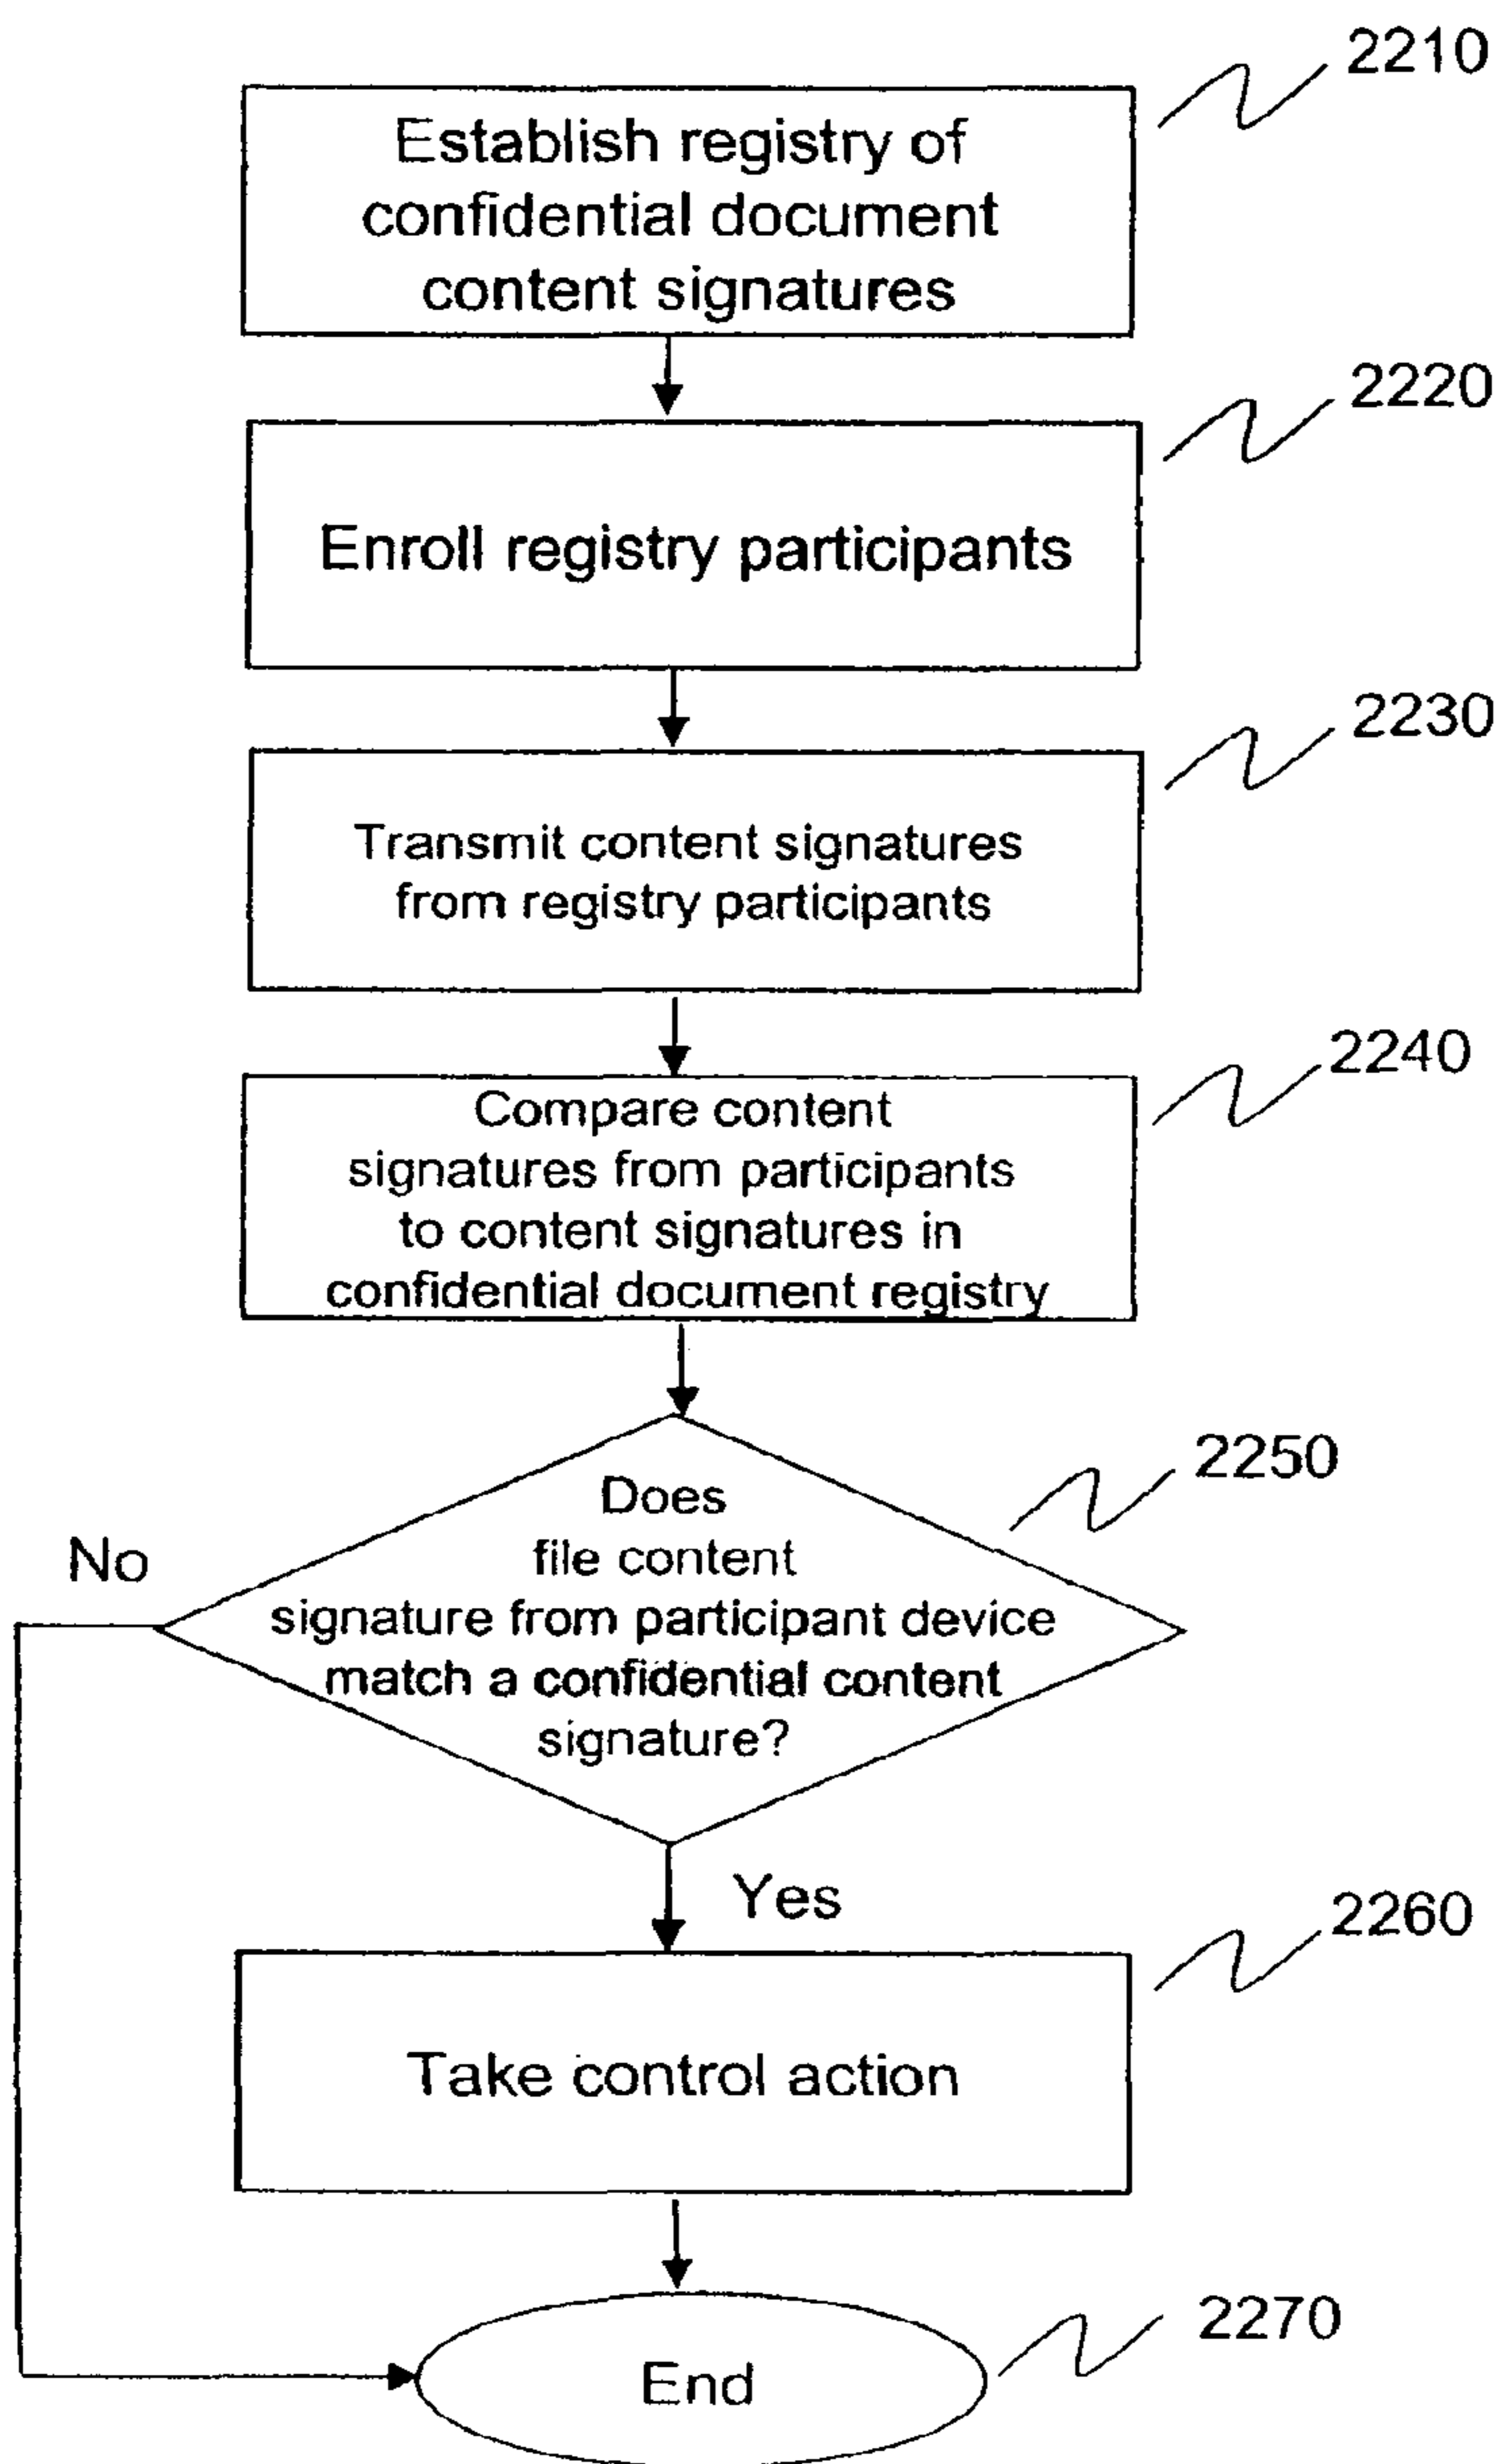 2210
Establish registry of
confidential document
content signatures
2220
Enroll registry participants
2230
Transmit content signatures
from registry participants
2240
Compare content
signatures from participants
to content signatures in
confidential document registry
2250
Does
file content
signature from participant device
match a confidential content
signature?
No
Yes
2260
Take control action
2270
End